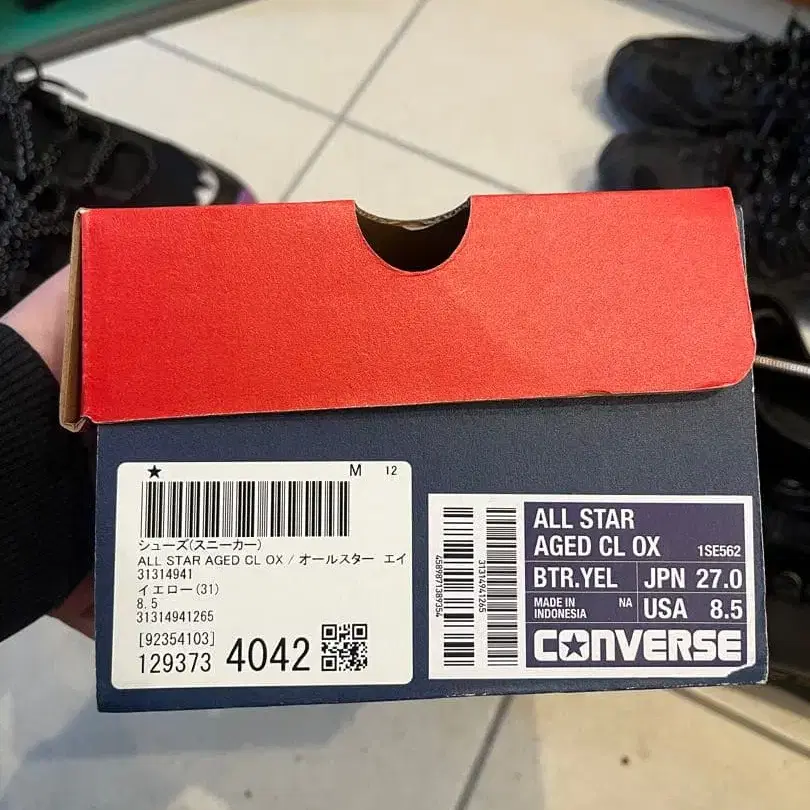 ★ M 12
シューズ(スニーカー)
ALL STAR AGED CL OX / オールスター エイ
31314941
イエロー(31)
8.5
31314941265
[92354103]
129373 4042
4589871389354
31314941265
ALL STAR
AGED CL OX 1SE562
BTR.YEL JPN 27.0
MADE IN
INDONESIA NA USA 8.5
CONVERSE